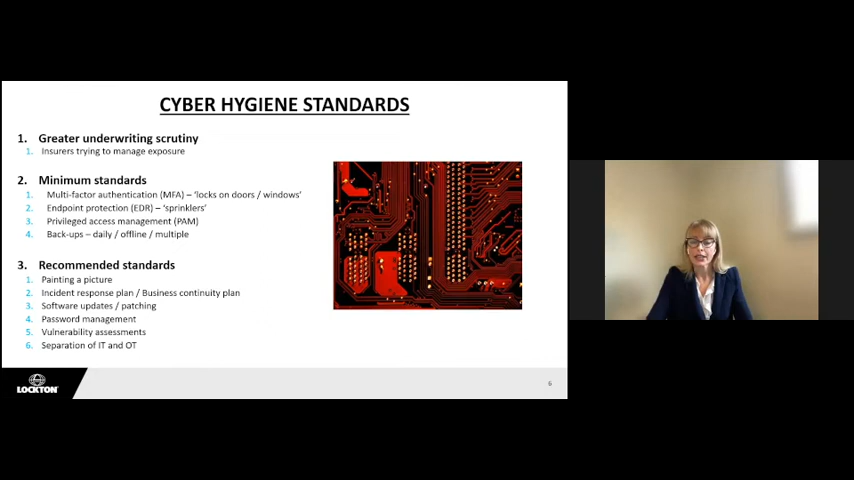 CYBER HYGIENE STANDARDS
1. Greater underwriting scrutiny
1. Insurers trying to manage exposure
2. Minimum standards
1. Multi-factor authentication (MFA) – ‘locks on doors / windows’
2. Endpoint protection (EDR) – ‘sprinklers’
3. Privileged access management (PAM)
4. Back-ups – daily / offline / multiple
3. Recommended standards
1. Painting a picture
2. Incident response plan / Business continuity plan
3. Software updates / patching
4. Password management
5. Vulnerability assessments
6. Separation of IT and OT
LOCKTON
6